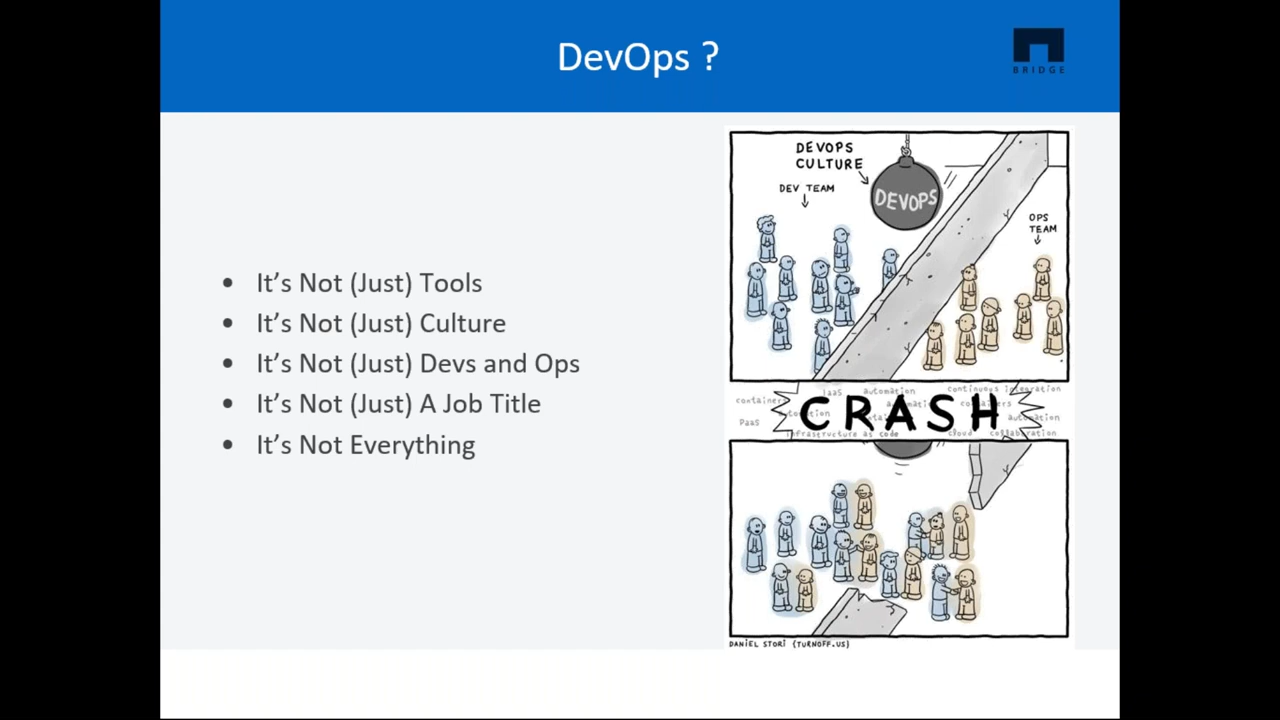 DevOps ?
BRIDGE
• It’s Not (Just) Tools
• It’s Not (Just) Culture
• It’s Not (Just) Devs and Ops
• It’s Not (Just) A Job Title
• It’s Not Everything
DEVOPS
CULTURE
DEV TEAM
DEVOPS
OPS
TEAM
IaaS automation continuous integration
PaaS
CRASH
automation
infrastructure as code cloud collaboration
DANIEL STORI (TURNOFF.US)